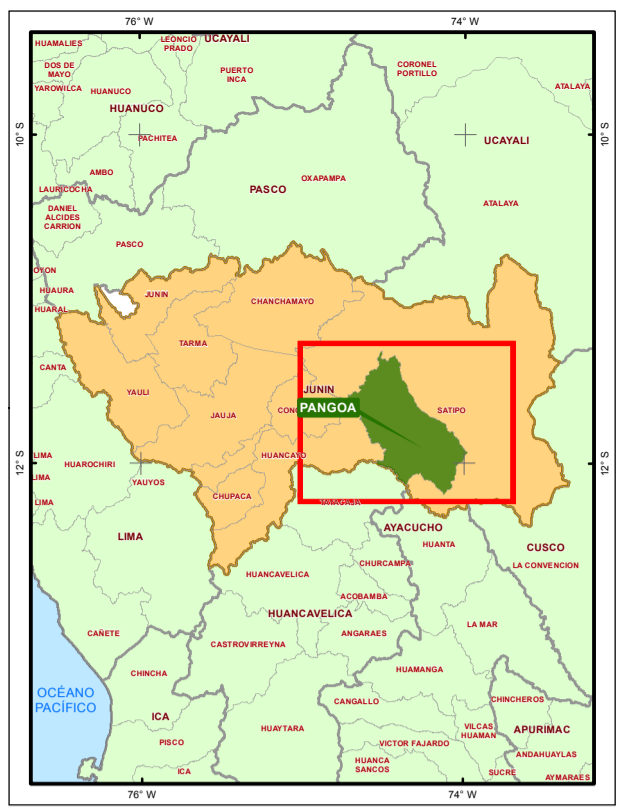 76° W
74° W
HUAMALIES
LEONCIO
PRADO
UCAYALI
DOS DE
MAYO
PUERTO
INCA
CORONEL
PORTILLO
YAROWILCA
HUANUCO
ATALAYA
HUANUCO
10° S
PACHITEA
UCAYALI
10° S
AMBO
LAURICOCHA
PASCO
OXAPAMPA
DANIEL
ALCIDES
CARRION
ATALAYA
PASCO
OYON
HUAURA
JUNIN
CHANCHAMAYO
HUARAL
TARMA
CANTA
YAULI
JUNIN
JAUJA
CONC
PANGOA
SATIPO
LIMA
HUAROCHIRI
HUANCAYO
12° S
12° S
LIMA
YAUYOS
CHUPACA
LIMA
TAYACAJA
LIMA
AYACUCHO
HUANTA
CUSCO
CHURCAMPA
LA CONVENCION
HUANCAVELICA
ACOBAMBA
HUANCAVELICA
LA MAR
CAÑETE
ANGARAES
CASTROVIRREYNA
CHINCHA
HUAMANGA
OCÉANO
PACÍFICO
CANGALLO
CHINCHEROS
ICA
HUAYTARA
VILCAS
HUAMAN
APURIMAC
PISCO
VICTOR FAJARDO
ANDAHUAYLAS
HUANCA
SANCOS
ICA
SUCRE
AYMARAES
76° W
74° W